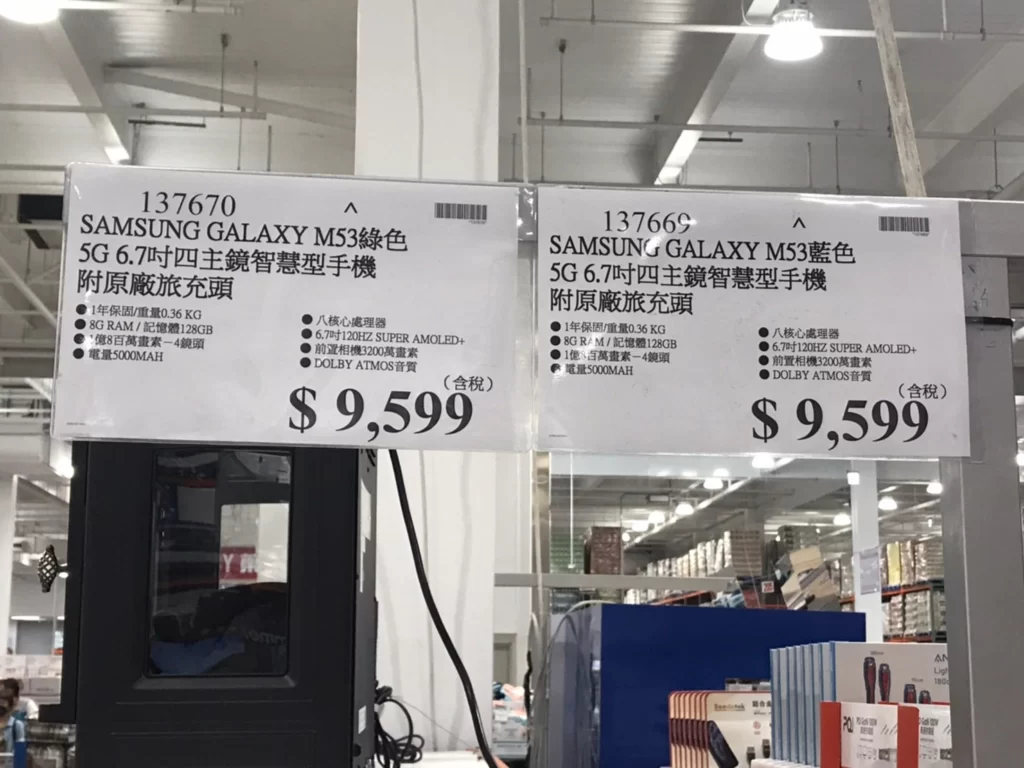 137670
^
SAMSUNG GALAXY M53綠色
5G 6.7吋四主鏡智慧型手機
附原廠旅充頭
●1年保固/重量0.36 KG
●8G RAM / 記憶體128GB
●1億8百萬畫素－4鏡頭
●電量5000MAH
●八核心處理器
●6.7吋120HZ SUPER AMOLED+
●前置相機3200萬畫素
●DOLBY ATMOS音質
(含稅)
$ 9,599
137669
^
SAMSUNG GALAXY M53藍色
5G 6.7吋四主鏡智慧型手機
附原廠旅充頭
●1年保固/重量0.36 KG
●8G RAM / 記憶體128GB
●1億8百萬畫素－4鏡頭
●電量5000MAH
●八核心處理器
●6.7吋120HZ SUPER AMOLED+
●前置相機3200萬畫素
●DOLBY ATMOS音質
(含稅)
$ 9,599